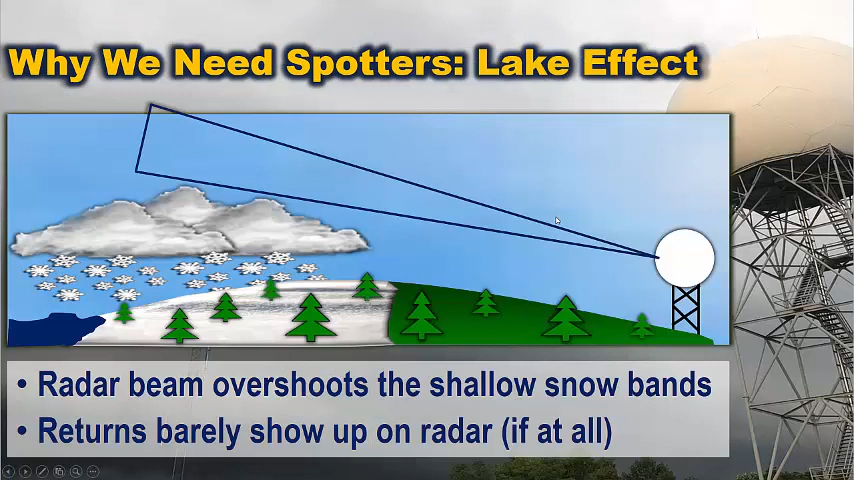 Why We Need Spotters: Lake Effect
• Radar beam overshoots the shallow snow bands
• Returns barely show up on radar (if at all)